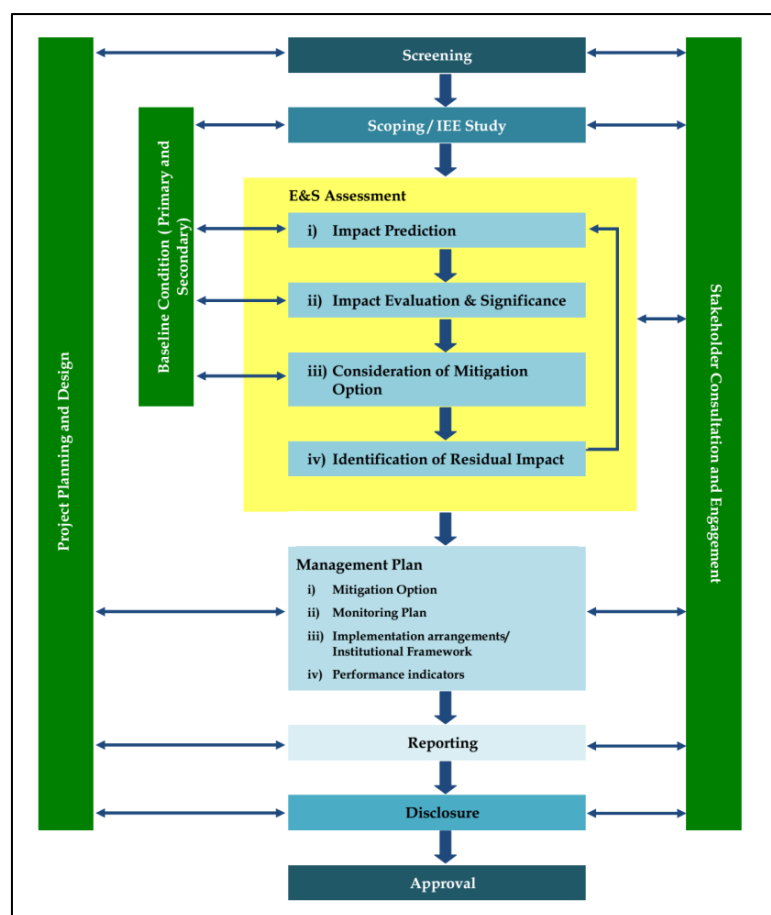 Screening
Scoping / IEE Study
E&S Assessment
i) Impact Prediction
ii) Impact Evaluation & Significance
iii) Consideration of Mitigation
Option
iv) Identification of Residual Impact
Management Plan
i) Mitigation Option
ii) Monitoring Plan
iii) Implementation arrangements/
Institutional Framework
iv) Performance indicators
Reporting
Disclosure
Approval
Project Planning and Design
Baseline Condition ( Primary and
Secondary)
Stakeholder Consultation and Engagement